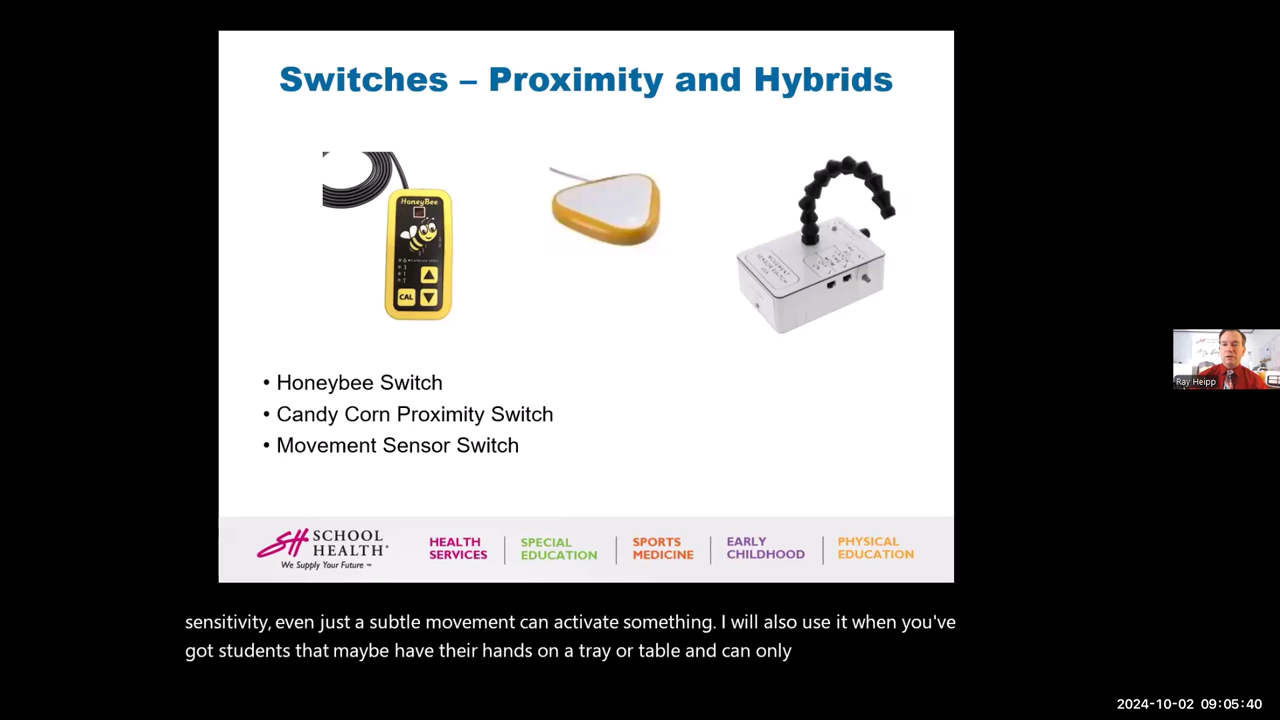 Switches – Proximity and Hybrids
HoneyBee
CAL
• Honeybee Switch
• Candy Corn Proximity Switch
• Movement Sensor Switch
SH SCHOOL HEALTH®
We Supply Your Future ™
HEALTH SERVICES
SPECIAL EDUCATION
SPORTS MEDICINE
EARLY CHILDHOOD
PHYSICAL EDUCATION
Ray Heipp
sensitivity, even just a subtle movement can activate something. I will also use it when you've
got students that maybe have their hands on a tray or table and can only
2024-10-02 09:05:40